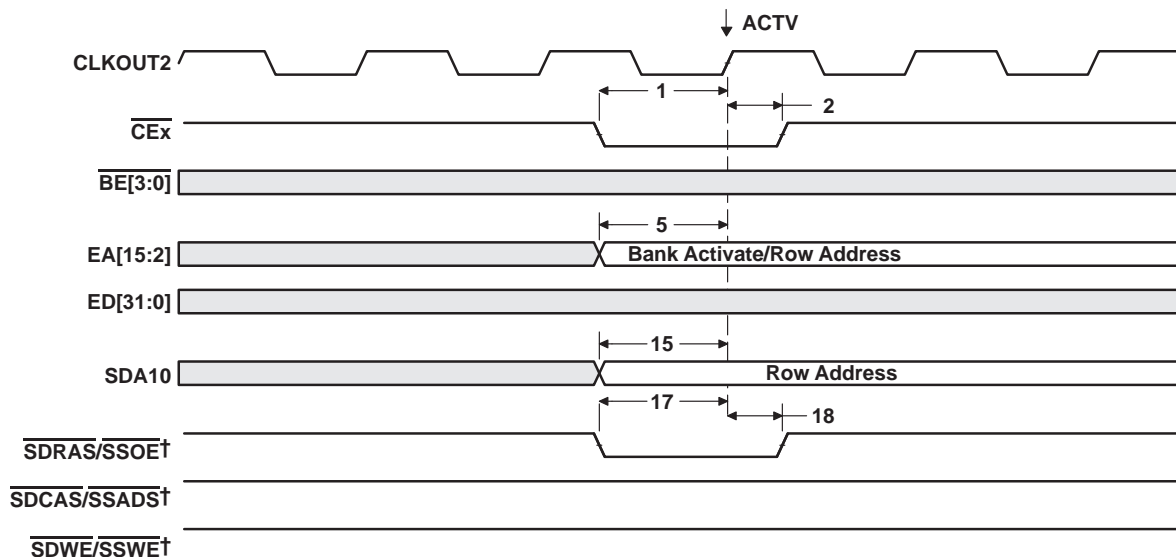 ACTV
CLKOUT2
1
2
CEx
BE[3:0]
5
EA[15:2]
Bank Activate/Row Address
ED[31:0]
15
SDA10
Row Address
17
18
SDRAS/SSOE†
SDCAS/SSADS†
SDWE/SSWE†